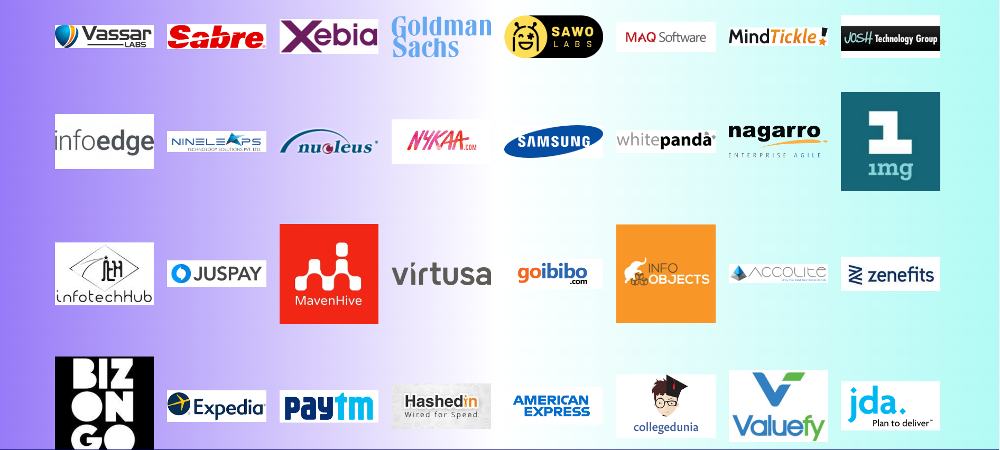 Vassar
LABS
Sabre
Xebia
Goldman
Sachs
SAWO
LABS
MAQ Software
MindTickle!
JOSH Technology Group
infoedge
NINELEAPS
TECHNOLOGY SOLUTIONS PVT. LTD.
nucleus
NYKAA.COM
SAMSUNG
whitepanda
nagarro
ENTERPRISE AGILE
1
1mg
infotechHub
JUSPAY
MavenHive
virtusa
goibibo
.com
INFO
OBJECTS
ACCOLITE
Only the best technical minds
zenefits
BIZ
ON
GO
Expedia
paytm
Hashedin
Wired for Speed
AMERICAN
EXPRESS
collegedunia
Valuefy
jda.
Plan to deliver™